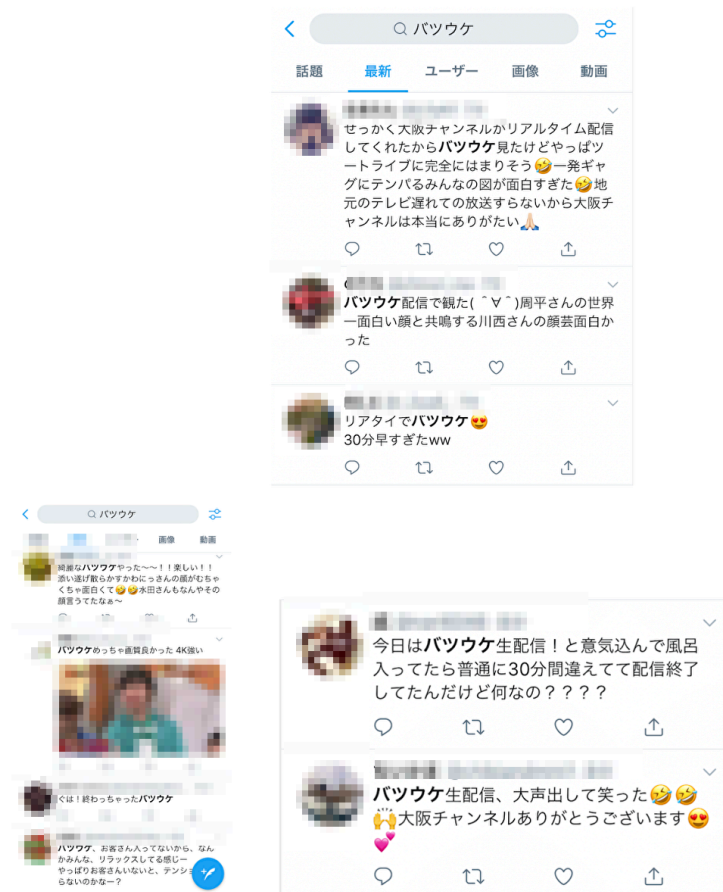 バツウケ
話題 最新 ユーザー 画像 動画
せっかく大阪チャンネルがリアルタイム配信
してくれたからバツウケ見たけどやっぱツ
ートライブに完全にはまりそう🤣一発ギャ
グにテンパるみんなの図が面白すぎた🤣地
元のテレビ遅れての放送すらないから大阪チ
ャンネルは本当にありがたい🙏🏻
バツウケ配信で観た( ˆ∀ˆ )周平さんの世界
一面白い顔と共鳴する川西さんの顔芸面白か
った
リアタイでバツウケ😍
30分早すぎたww
バツウケ
画像 動画
綺麗なバツウケやった〜〜！！楽しい！！
添い遂げ散らかすかわにっさんの顔がむちゃ
くちゃ面白くて🤣🤣水田さんもなんやその
顔言うてたなぁ〜
バツウケめっちゃ画質良かった 4K強い
ぐは！終わっちゃったバツウケ
バツウケ、お客さん入ってないから、なん
かみんな、リラックスしてる感じー
やっぱりお客さんいないと、テンショ
らないのかなー？
今日はバツウケ生配信！と意気込んで風呂
入ってたら普通に30分間違えてて配信終了
してたんだけど何なの？？？？
バツウケ生配信、大声出して笑った🤣🤣
🙌大阪チャンネルありがとうございます😍
💕